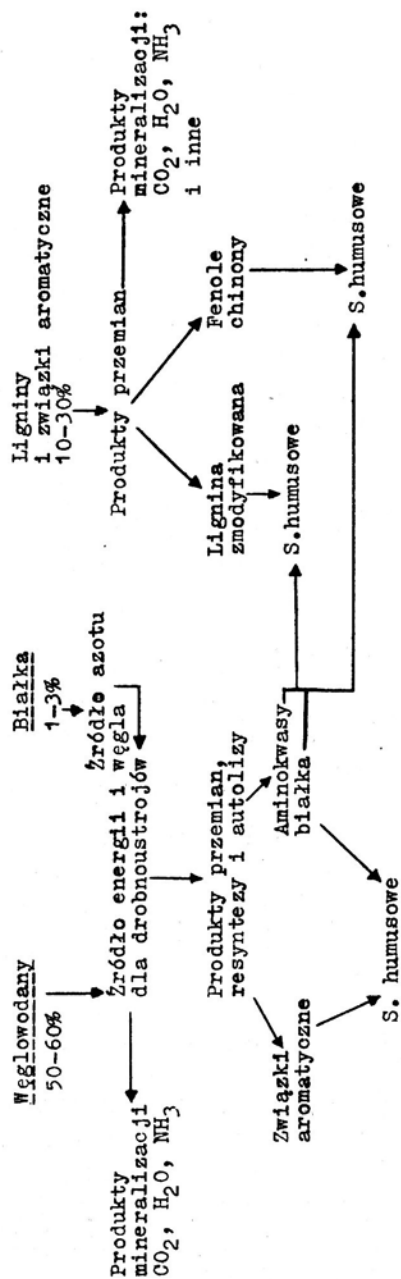 Węglowodany
50-60%
Białka
1-3%
Ligniny
i związki aromatyczne
10-30%
Źródło azotu
Źródło energii i węgla
dla drobnoustrojów
Produkty przemian
Produkty
mineralizacji
CO2, H2O, NH3
Produkty
mineralizacji:
CO2, H2O, NH3
i inne
Produkty przemian,
resyntezy i autolizy
Lignina
zmodyfikowana
Fenole
chinony
Związki
aromatyczne
Aminokwasy
białka
S.humusowe
S.humusowe
S. humusowe